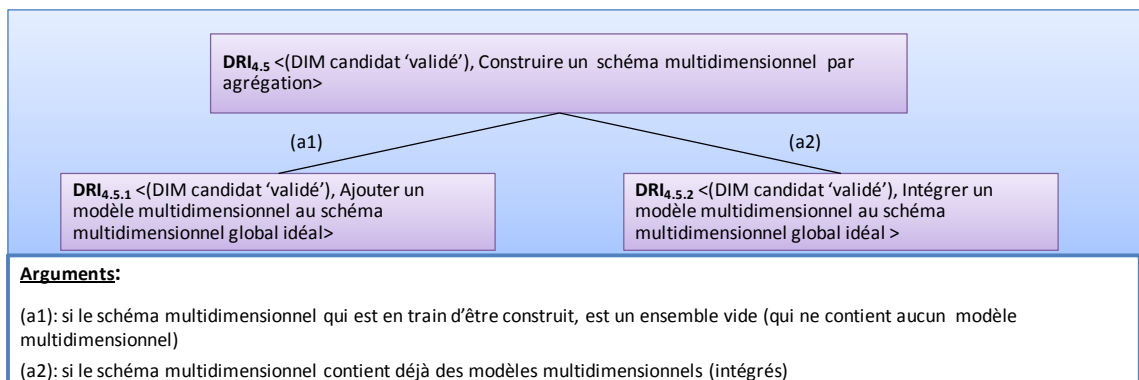 DRI4.5 <(DIM candidat ‘validé’), Construire un schéma multidimensionnel par
agrégation>
(a1)
(a2)
DRI4.5.1 <(DIM candidat ‘validé’), Ajouter un
modèle multidimensionnel au schéma
multidimensionnel global idéal>
DRI4.5.2 <(DIM candidat ‘validé’), Intégrer un
modèle multidimensionnel au schéma
multidimensionnel global idéal >
Arguments:
(a1): si le schéma multidimensionnel qui est en train d’être construit, est un ensemble vide (qui ne contient aucun modèle
multidimensionnel)
(a2): si le schéma multidimensionnel contient déjà des modèles multidimensionnels (intégrés)